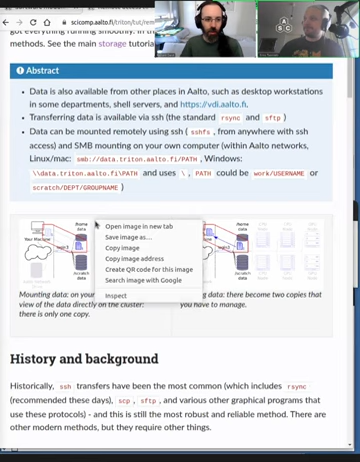 scicomp.aalto.fi/triton/tut/rem
got everything running smoothly. In th
methods. See the main storage tutoria
A B C
Abstract
Data is also available from other places in Aalto, such as desktop workstations
in some departments, shell servers, and https://vdi.aalto.fi.
Transferring data is available via ssh (the standard rsync and sftp )
Data can be mounted remotely using ssh ( sshfs , from anywhere with ssh
access) and SMB mounting on your own computer (within Aalto networks,
Linux/mac: smb://data.triton.aalto.fi/PATH , Windows:
\\data.triton.aalto.fi\PATH and uses \ , PATH could be work/USERNAME or
scratch/DEPT/GROUPNAME )
Your Machine
/home
data
/scratch
data
Open image in new tab
Save image as...
Copy image
Copy image address
Create QR code for this image
Search image with Google
Inspect
/home
data
/scratch
data
Mounting data: on your
view of the data directly on the cluster:
there is only one copy.
g data: there become two copies that
you have to manage.
History and background
Historically, ssh transfers have been the most common (which includes rsync
(recommended these days), scp , sftp , and various other graphical programs that
use these protocols) - and this is still the most robust and reliable method. There are
other modern methods, but they require other things.